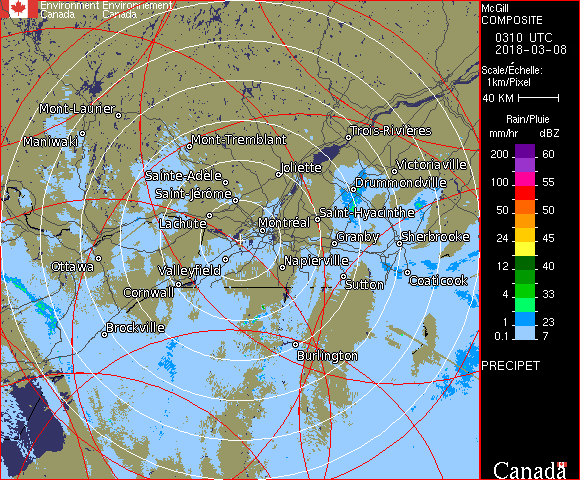 Environment Environnement
Canada Canada
McGill
COMPOSITE
0310 UTC
2018-03-08
Scale/Échelle:
1km/Pixel
40 KM
Rain/Pluie
mm/hr dBZ
200 60
100 55
50 50
24 45
12 40
4 33
1 23
0.1 7
PRECIPET
Canada
Mont-Laurier
Maniwaki
Mont-Tremblant
Trois-Rivières
Joliette
Victoriaville
Sainte-Adèle
Drummondville
Saint-Jérôme
Lachute
Saint-Hyacinthe
Montréal
Granby
Sherbrooke
Ottawa
Valleyfield
Napierville
Cornwall
Sutton
Coaticook
Brockville
Burlington